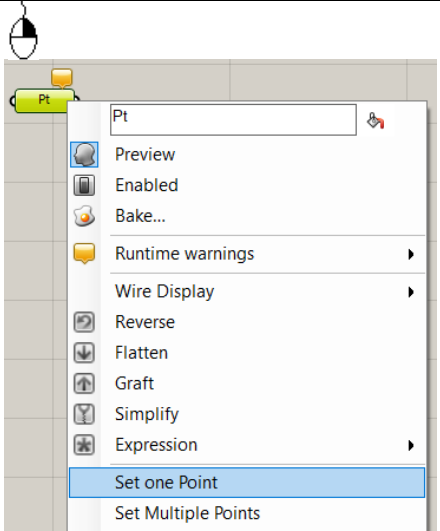 Pt
Pt
Preview
Enabled
Bake...
Runtime warnings
Wire Display
Reverse
Flatten
Graft
Simplify
Expression
Set one Point
Set Multiple Points